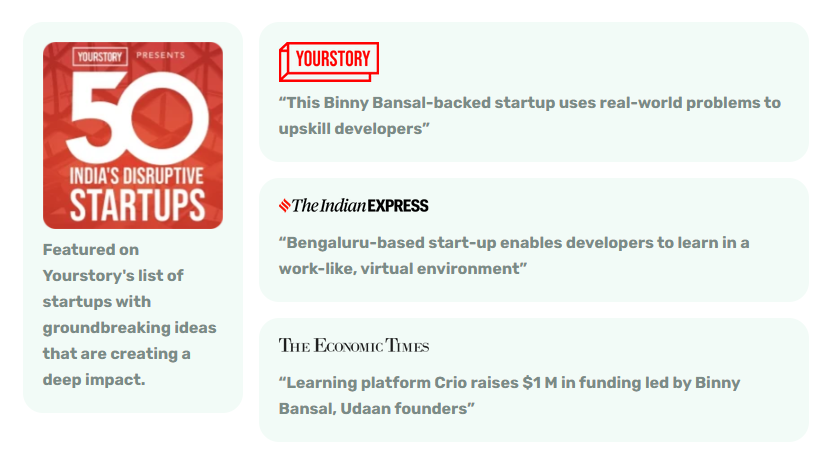 YOURSTORY PRESENTS
50
INDIA'S DISRUPTIVE
STARTUPS
Featured on
Yourstory's list of
startups with
groundbreaking ideas
that are creating a
deep impact.
YOURSTORY
“This Binny Bansal-backed startup uses real-world problems to
upskill developers”
The Indian EXPRESS
“Bengaluru-based start-up enables developers to learn in a
work-like, virtual environment”
THE ECONOMIC TIMES
“Learning platform Crio raises $1 M in funding led by Binny
Bansal, Udaan founders”